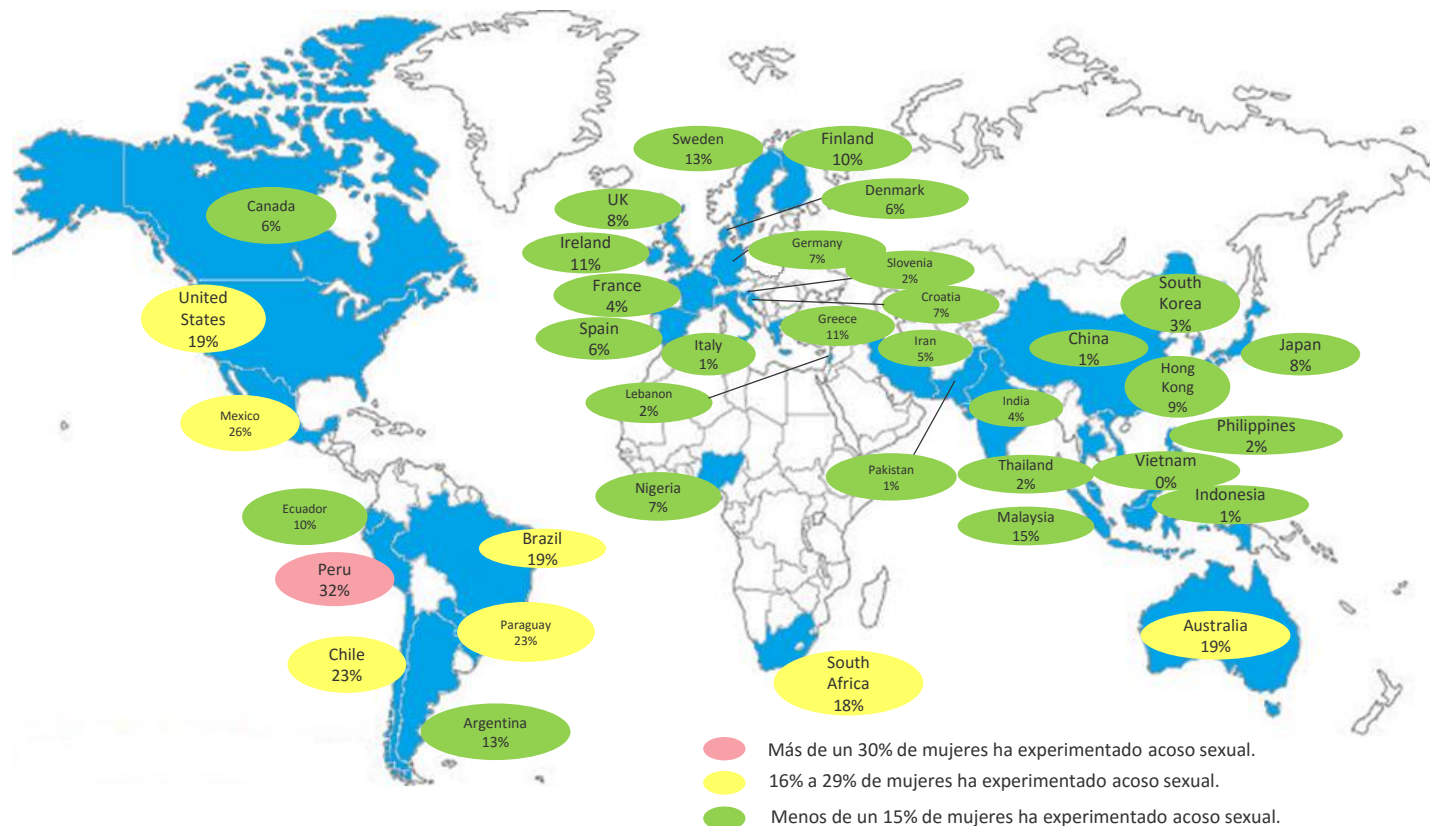 Sweden
13%
Finland
10%
Denmark
6%
Canada
6%
UK
8%
Ireland
11%
Germany
7%
Slovenia
2%
South
Korea
3%
United
States
19%
France
4%
Croatia
7%
Spain
6%
Greece
11%
Italy
1%
Iran
5%
China
1%
Japan
8%
Hong
Kong
9%
Lebanon
2%
India
4%
Mexico
26%
Philippines
2%
Pakistan
1%
Thailand
2%
Vietnam
0%
Nigeria
7%
Indonesia
1%
Ecuador
10%
Malaysia
15%
Brazil
19%
Peru
32%
Paraguay
23%
Australia
19%
Chile
23%
South
Africa
18%
Argentina
13%
Más de un 30% de mujeres ha experimentado acoso sexual.
16% a 29% de mujeres ha experimentado acoso sexual.
Menos de un 15% de mujeres ha experimentado acoso sexual.